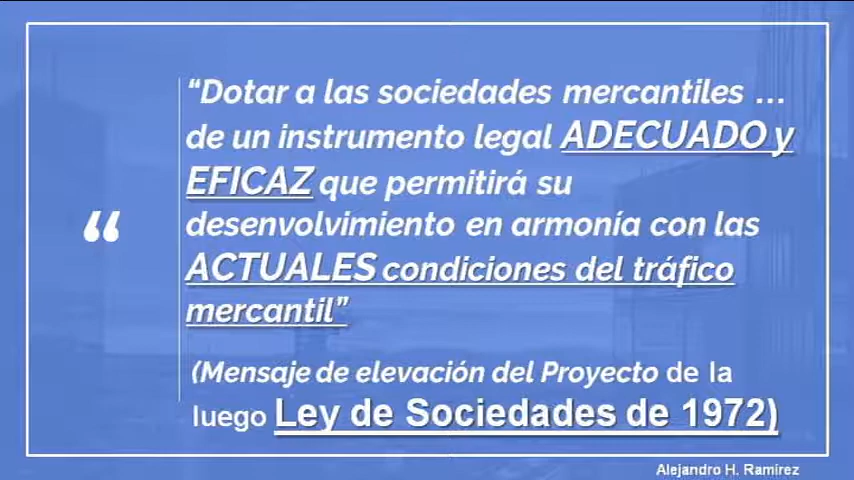 “
“Dotar a las sociedades mercantiles ...
de un instrumento legal ADECUADO y
EFICAZ que permitirá su
desenvolvimiento en armonía con las
ACTUALES condiciones del tráfico
mercantil”
(Mensaje de elevación del Proyecto de la
luego Ley de Sociedades de 1972)
Alejandro H. Ramírez